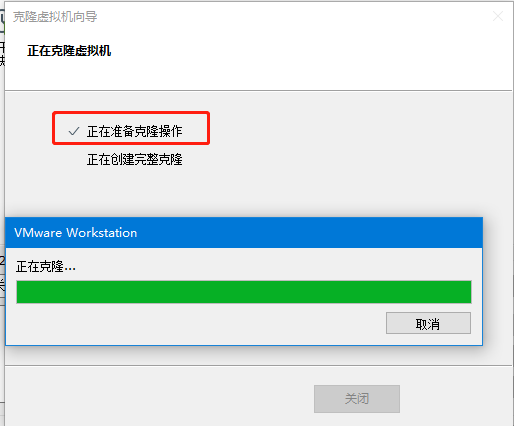 克隆虚拟机向导
正在克隆虚拟机
正在准备克隆操作
正在创建完整克隆
VMware Workstation
正在克隆...
取消
关闭